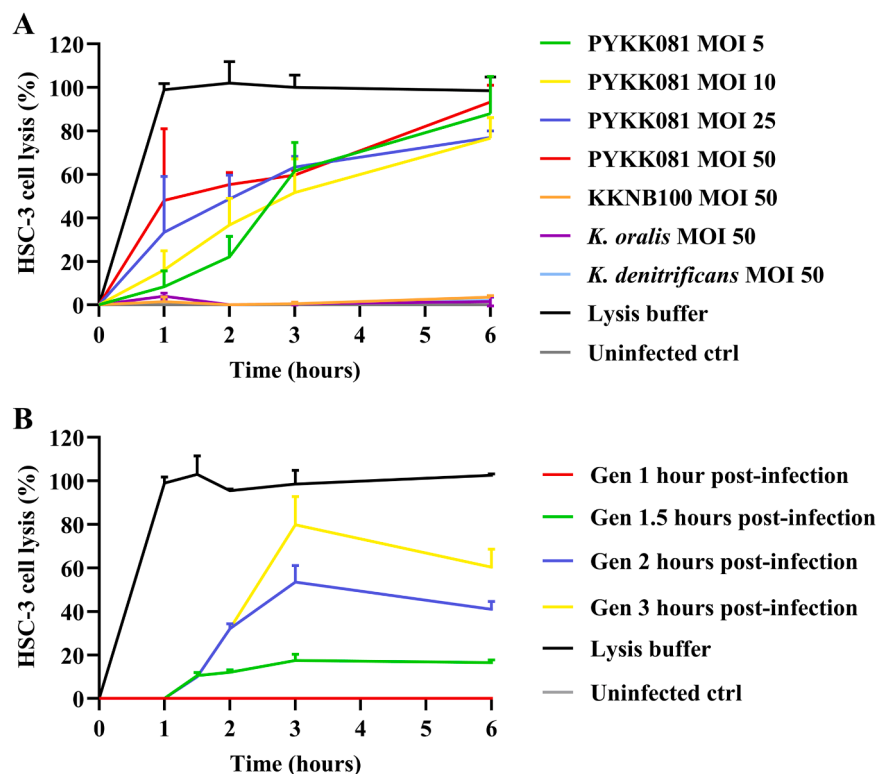 A
HSC-3 cell lysis (%)
120
100
80
60
40
20
0
0 1 2 3 4 5 6
Time (hours)
PYKK081 MOI 5
PYKK081 MOI 10
PYKK081 MOI 25
PYKK081 MOI 50
KKNB100 MOI 50
K. oralis MOI 50
K. denitrificans MOI 50
Lysis buffer
Uninfected ctrl
B
HSC-3 cell lysis (%)
120
100
80
60
40
20
0
0 1 2 3 4 5 6
Time (hours)
Gen 1 hour post-infection
Gen 1.5 hours post-infection
Gen 2 hours post-infection
Gen 3 hours post-infection
Lysis buffer
Uninfected ctrl